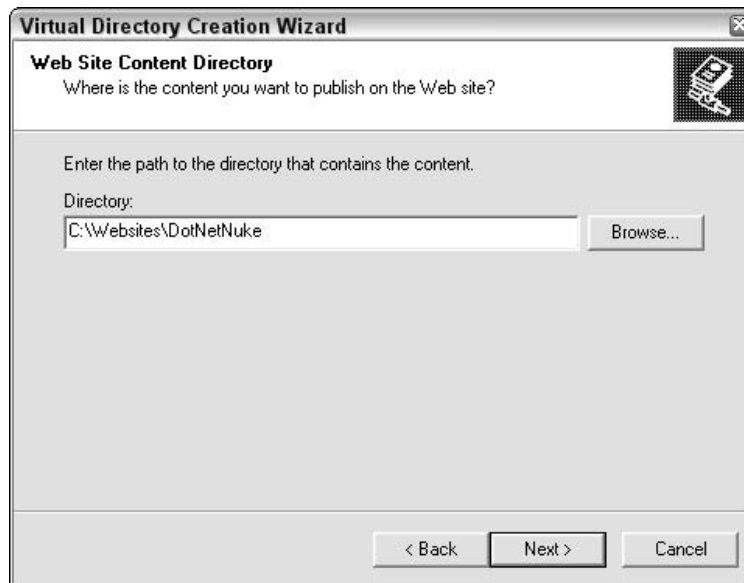 Virtual Directory Creation Wizard
Web Site Content Directory
Where is the content you want to publish on the Web site?
Enter the path to the directory that contains the content.
Directory:
C:\Websites\DotNetNuke
Browse...
< Back
Next >
Cancel